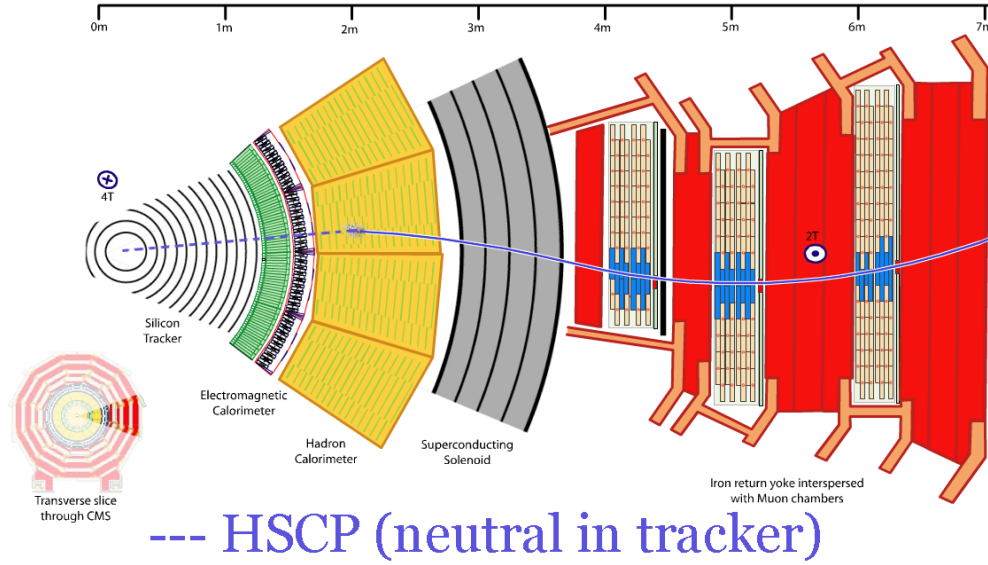 0m 1m 2m 3m 4m 5m 6m 7m
4T
2T
Silicon
Tracker
Electromagnetic
Calorimeter
Hadron
Calorimeter
Superconducting
Solenoid
Iron return yoke interspersed
with Muon chambers
Transverse slice
through CMS
--- HSCP (neutral in tracker)